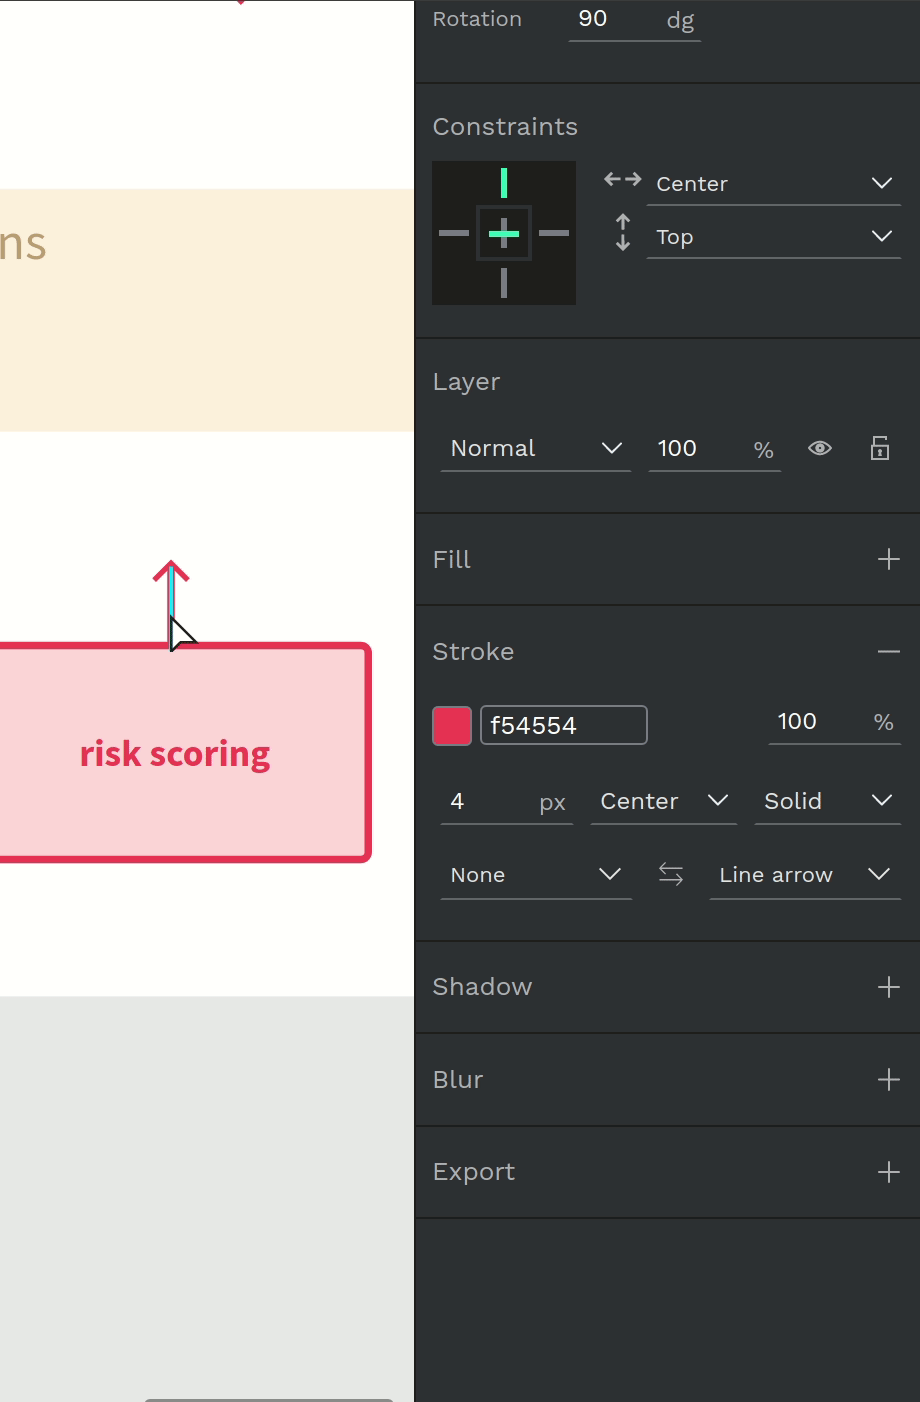 Rotation 90 dg
Constraints
Center
Top
ns
Layer
Normal 100 %
Fill
Stroke
f54554 100 %
risk scoring
4 px Center Solid
None Line arrow
Shadow
Blur
Export